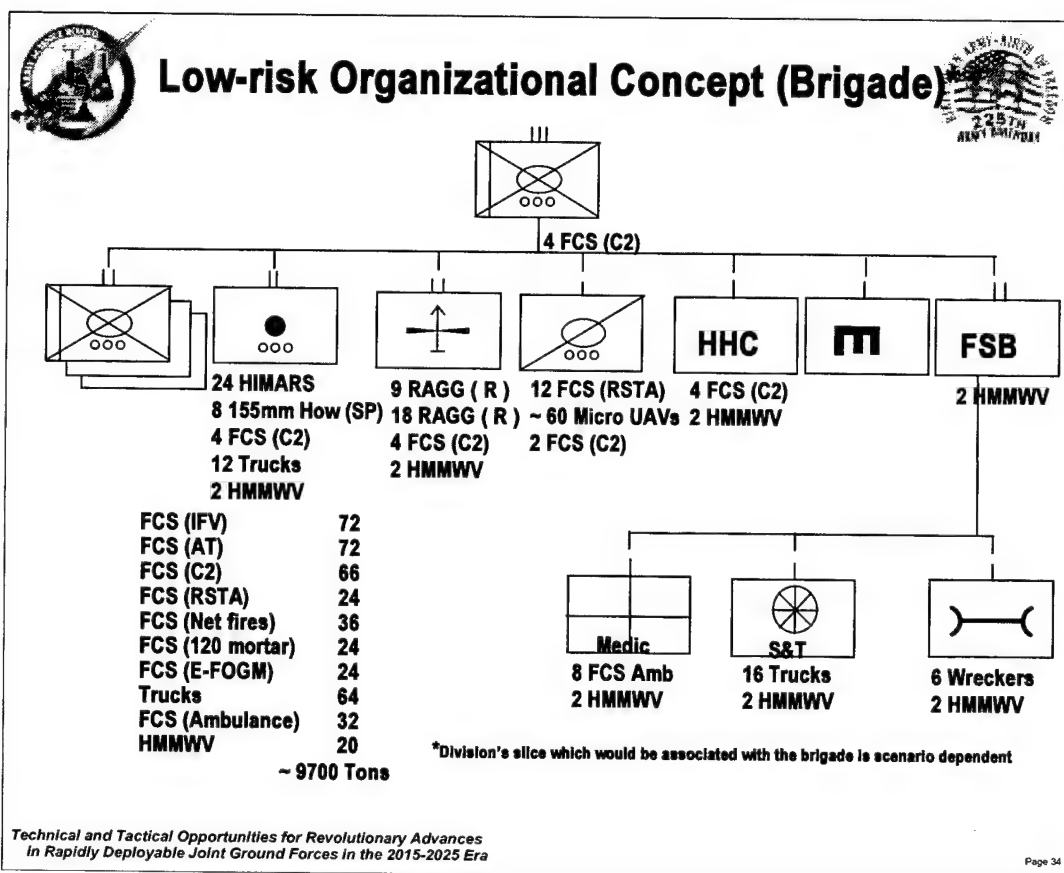 Low-risk Organizational Concept (Brigade)
225TH
4 FCS (C2)
24 HIMARS
8 155mm How (SP)
4 FCS (C2)
12 Trucks
2 HMMWV
9 RAGG ( R )
18 RAGG ( R )
4 FCS (C2)
2 HMMWV
12 FCS (RSTA)
~ 60 Micro UAVs
2 FCS (C2)
HHC
4 FCS (C2)
2 HMMWV
FSB
2 HMMWV
Medic
8 FCS Amb
2 HMMWV
S&T
16 Trucks
2 HMMWV
6 Wreckers
2 HMMWV
FCS (IFV) 72
FCS (AT) 72
FCS (C2) 66
FCS (RSTA) 24
FCS (Net fires) 36
FCS (120 mortar) 24
FCS (E-FOGM) 24
Trucks 64
FCS (Ambulance) 32
HMMWV 20
~ 9700 Tons
*Division's slice which would be associated with the brigade is scenario dependent
Technical and Tactical Opportunities for Revolutionary Advances
in Rapidly Deployable Joint Ground Forces in the 2015-2025 Era
Page 34